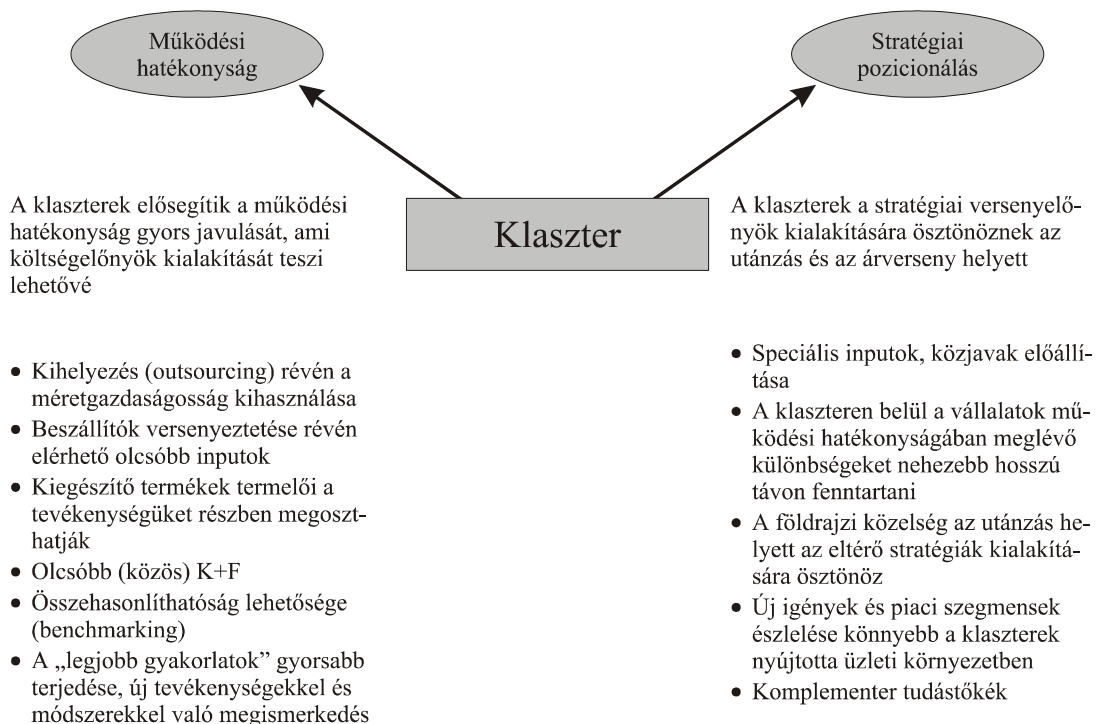 Működési
hatékonyság
Stratégiai
pozicionálás
Klaszter
A klaszterek elősegítik a működési
hatékonyság gyors javulását, ami
költségelőnyök kialakítását teszi
lehetővé
• Kihelyezés (outsourcing) révén a
méretgazdaságosság kihasználása
• Beszállítók versenyeztetése révén
elérhető olcsóbb inputok
• Kiegészítő termékek termelői a
tevékenységüket részben megoszt-
hatják
• Olcsóbb (közös) K+F
• Összehasonlíthatóság lehetősége
(benchmarking)
• A „legjobb gyakorlatok” gyorsabb
terjedése, új tevékenységekkel és
módszerekkel való megismerkedés
A klaszterek a stratégiai versenyelő-
nyök kialakítására ösztönöznek az
utánzás és az árverseny helyett
• Speciális inputok, közjavak előállí-
tása
• A klaszteren belül a vállalatok mű-
ködési hatékonyságában meglévő
különbségeket nehezebb hosszú
távon fenntartani
• A földrajzi közelség az utánzás he-
lyett az eltérő stratégiák kialakítá-
sára ösztönöz
• Új igények és piaci szegmensek
észlelése könnyebb a klaszterek
nyújtotta üzleti környezetben
• Komplementer tudástőkék